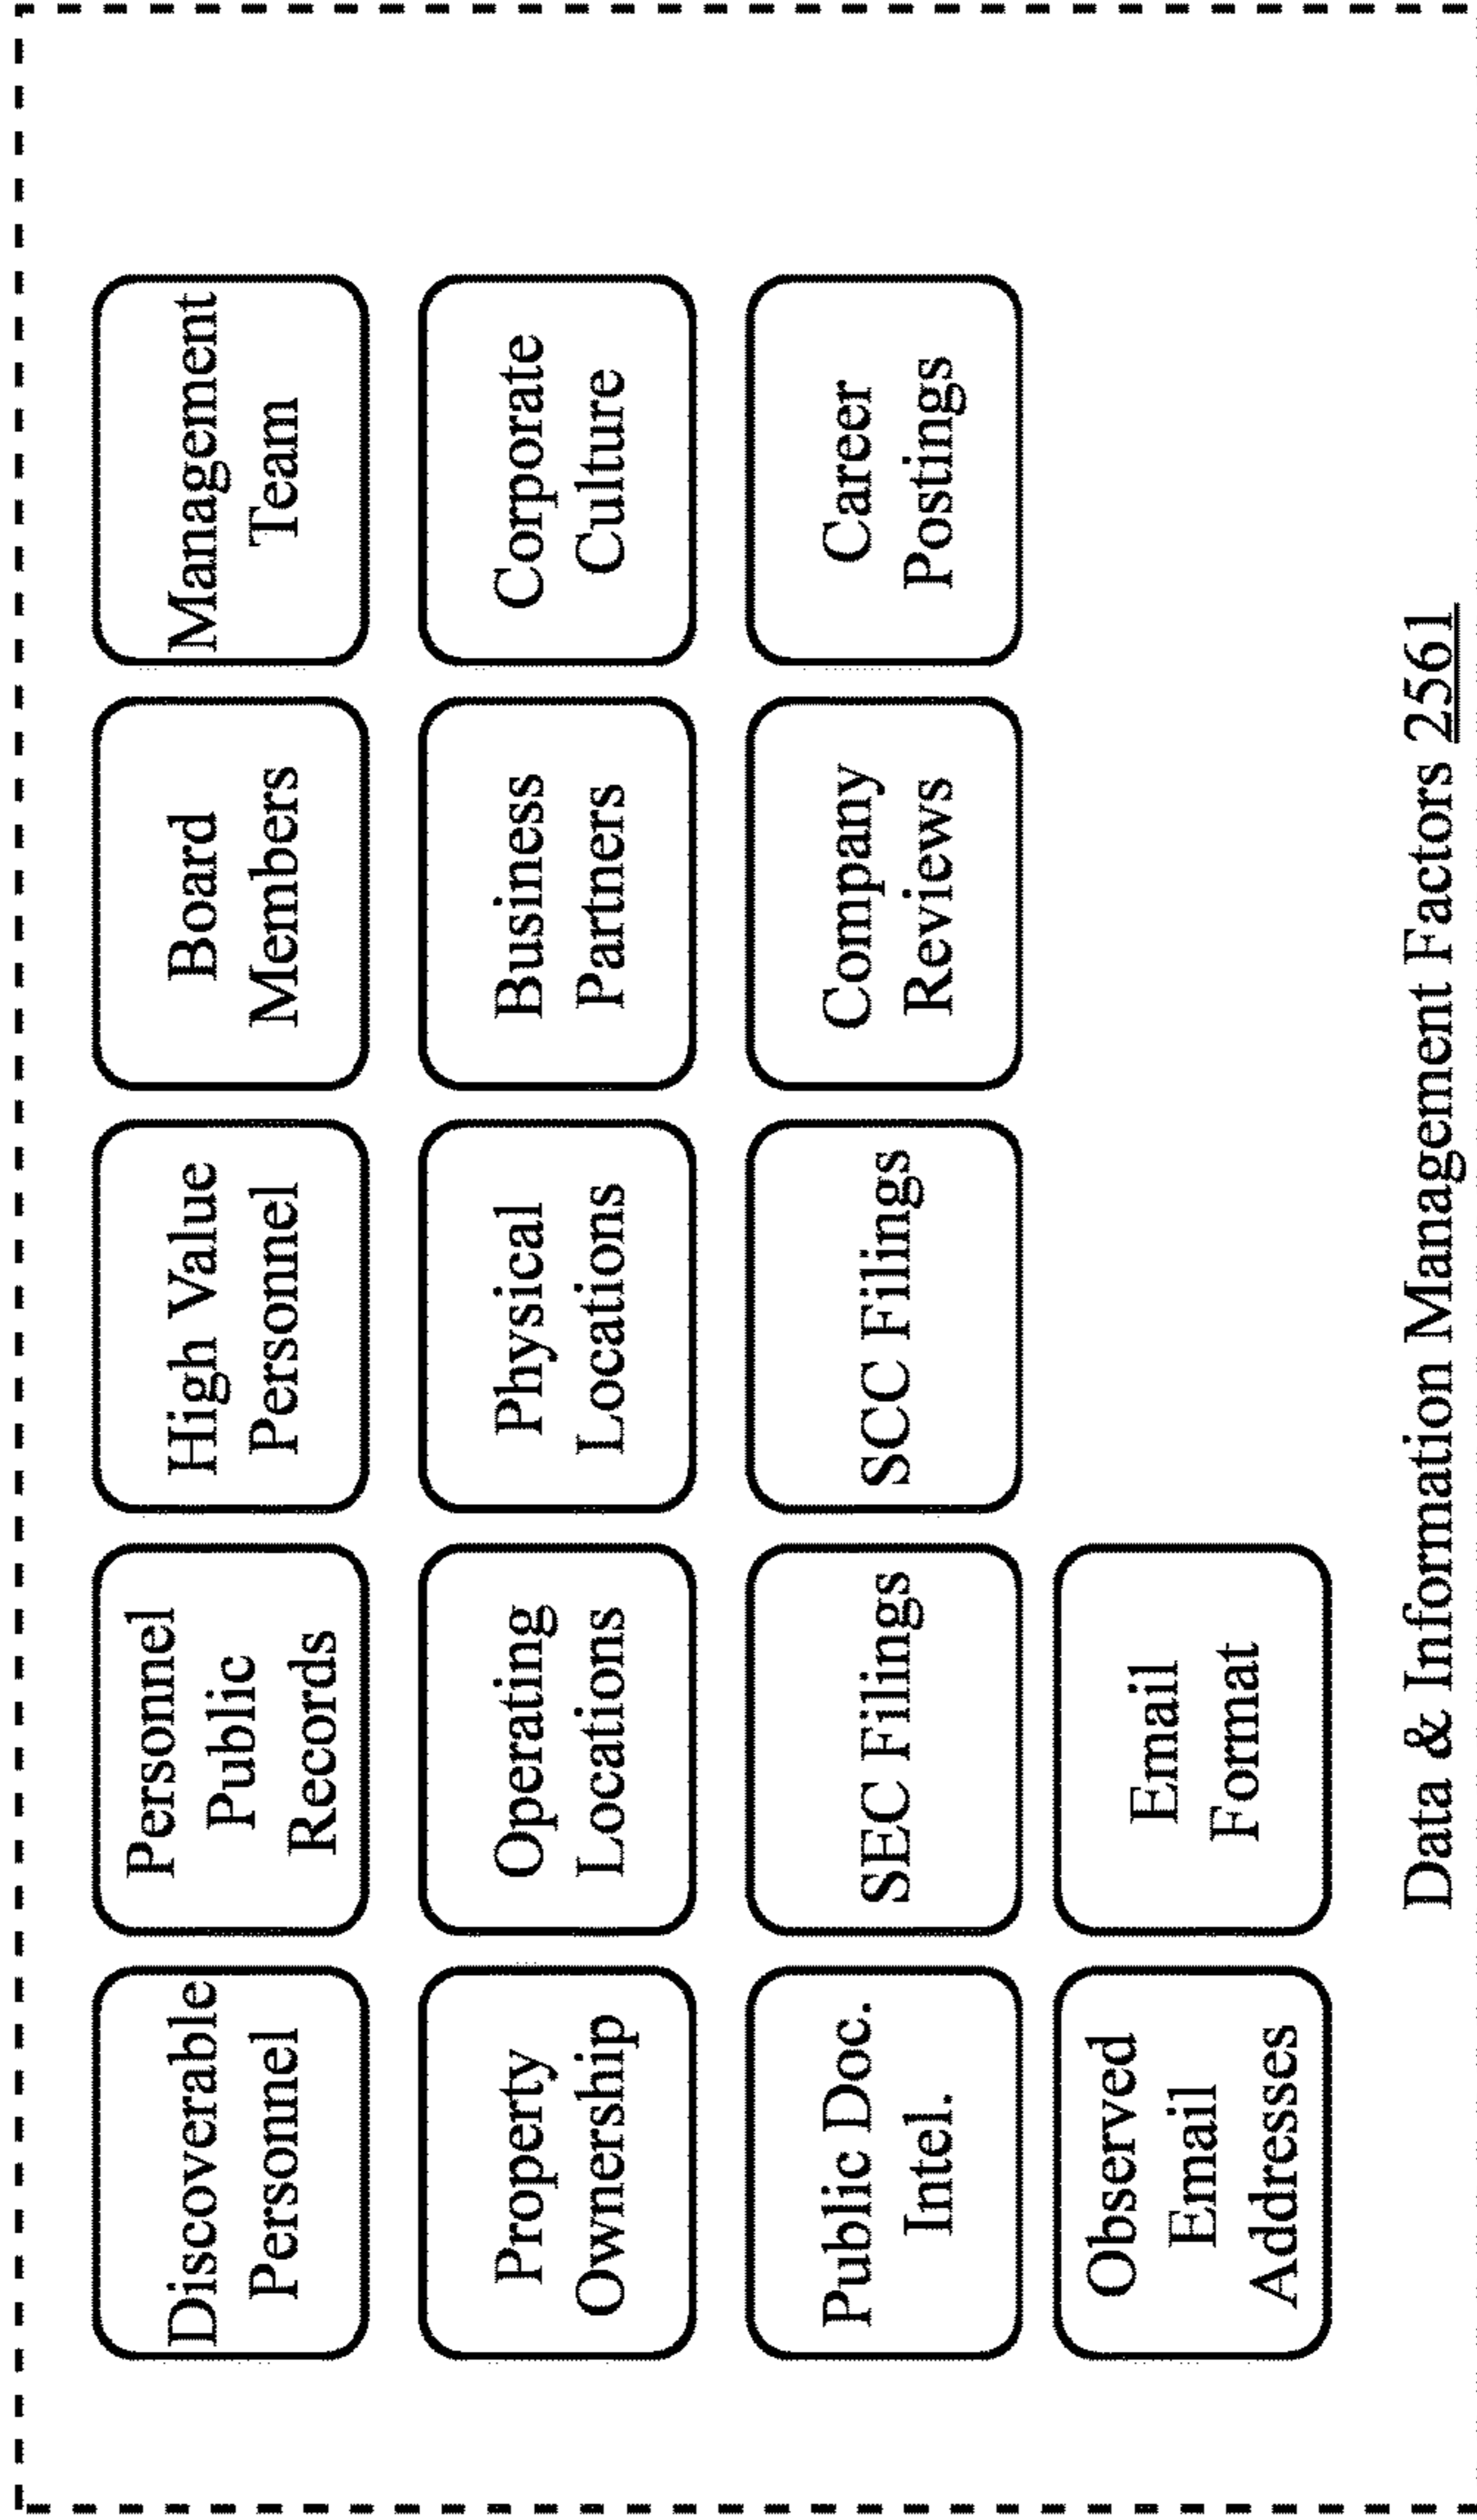 Discoverable
Personnel
Personnel
Public
Records
High Value
Personnel
Board
Members
Management
Team
Property
Ownership
Operating
Locations
Physical
Locations
Business
Partners
Corporate
Culture
Public Doc.
Intel.
SEC Filings
SCC Filings
Company
Reviews
Career
Postings
Observed
Email
Addresses
Email
Format
Data & Information Management Factors 2561